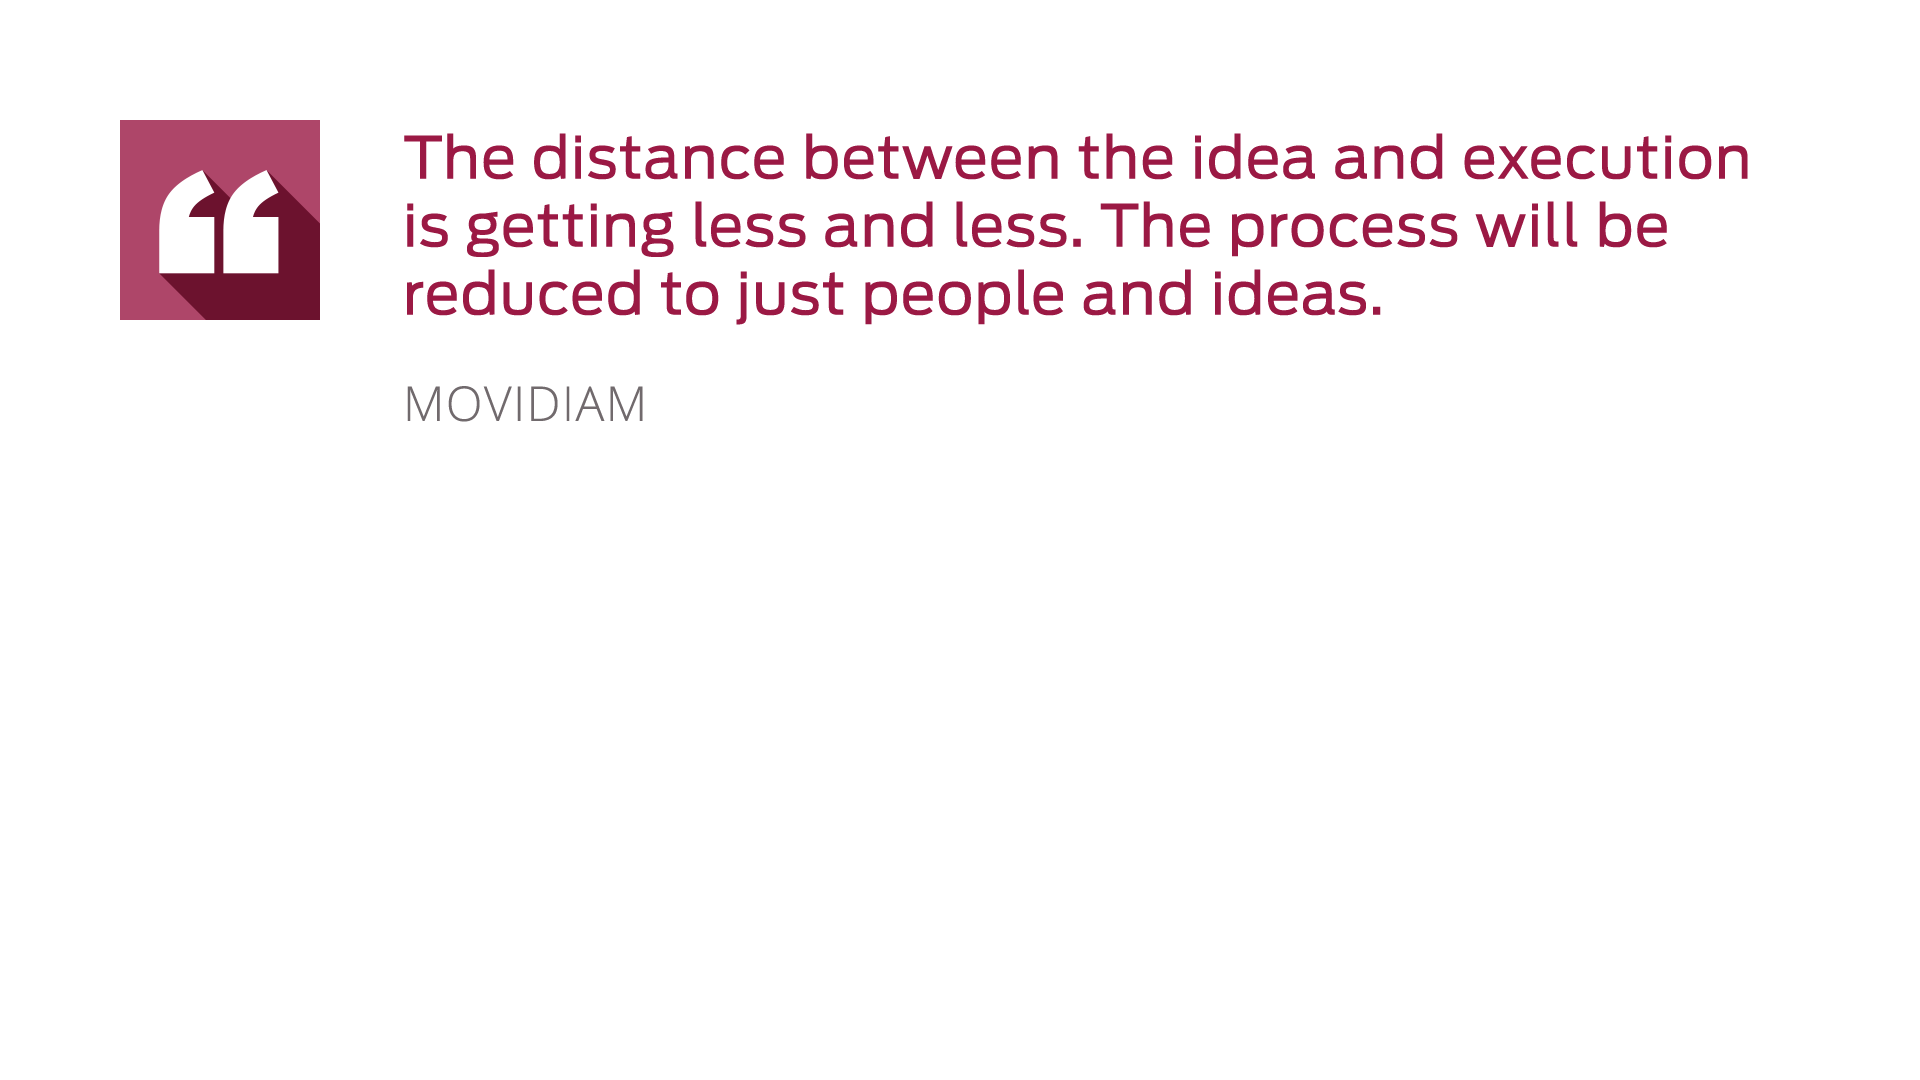 The distance between the idea and execution
is getting less and less. The process will be
reduced to just people and ideas.
MOVIDIAM